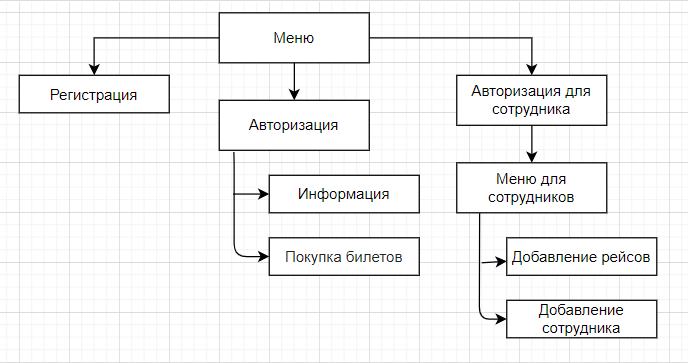 Меню
Регистрация
Авторизация
Информация
Покупка билетов
Авторизация для
сотрудника
Меню для
сотрудников
Добавление рейсов
Добавление
сотрудника